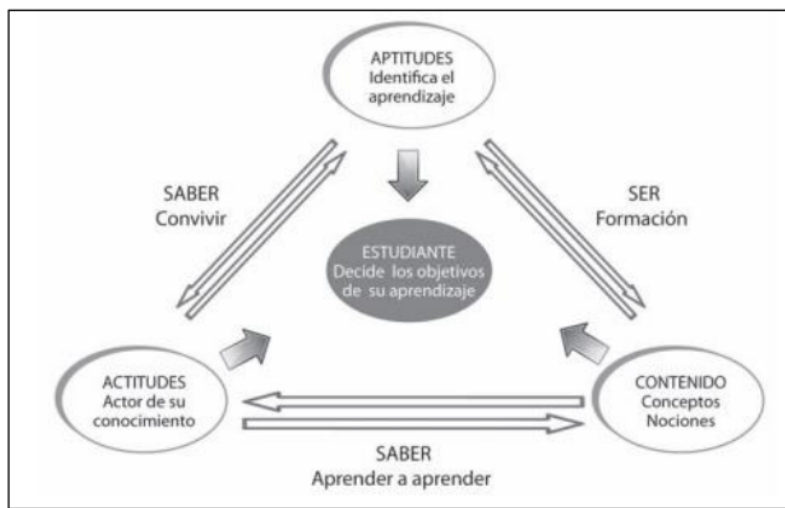 APTITUDES
Identifica el
aprendizaje
SABER
Convivir
SER
Formación
ESTUDIANTE
Decide los objetivos
de su aprendizaje
ACTITUDES
Actor de su
conocimiento
CONTENIDO
Conceptos
Nociones
SABER
Aprender a aprender